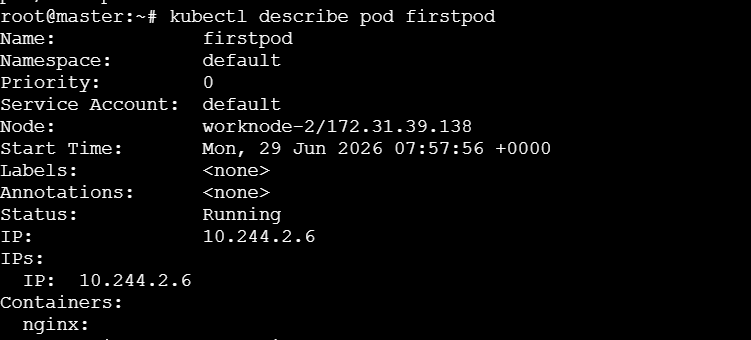 root@master:~# kubectl describe pod firstpod
Name:             firstpod
Namespace:        default
Priority:         0
Service Account:  default
Node:             worknode-2/172.31.39.138
Start Time:       Mon, 29 Jun 2026 07:57:56 +0000
Labels:           <none>
Annotations:      <none>
Status:           Running
IP:               10.244.2.6
IPs:
  IP:  10.244.2.6
Containers:
  nginx: